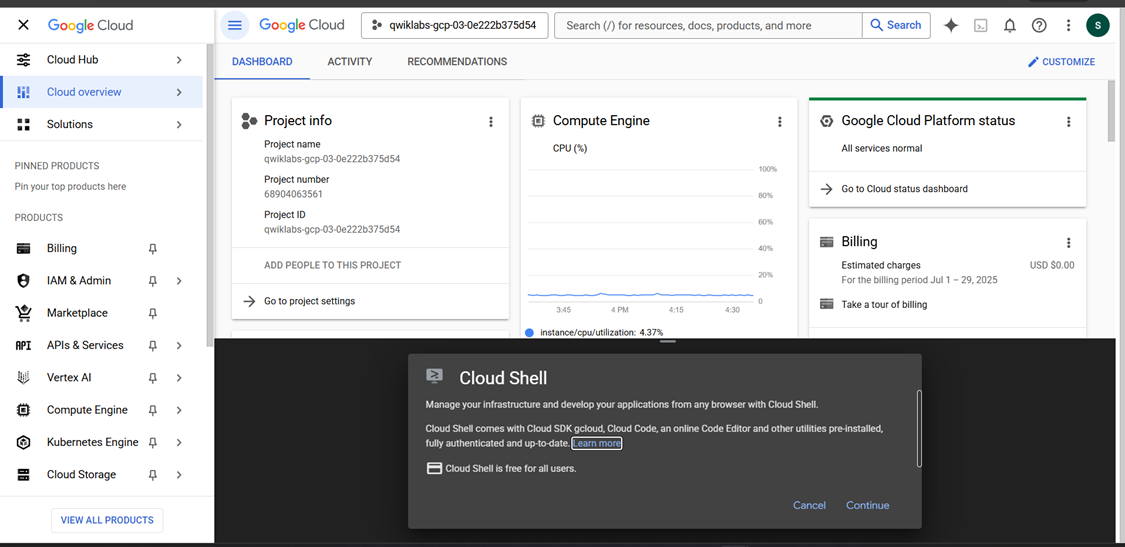 Google Cloud
Google Cloud
qwiklabs-gcp-03-0e222b375d54
Search (/) for resources, docs, products, and more
Search
S
Cloud Hub
Cloud overview
Solutions
PINNED PRODUCTS
Pin your top products here
PRODUCTS
Billing
IAM & Admin
Marketplace
API APIs & Services
Vertex AI
Compute Engine
Kubernetes Engine
Cloud Storage
VIEW ALL PRODUCTS
DASHBOARD
ACTIVITY
RECOMMENDATIONS
CUSTOMIZE
Project info
Project name
qwiklabs-gcp-03-0e222b375d54
Project number
68904063561
Project ID
qwiklabs-gcp-03-0e222b375d54
ADD PEOPLE TO THIS PROJECT
Go to project settings
Compute Engine
CPU (%)
100%
80%
60%
40%
20%
0
3:45 4 PM 4:15 4:30
instance/cpu/utilization: 4.37%
Google Cloud Platform status
All services normal
Go to Cloud status dashboard
Billing
Estimated charges USD $0.00
For the billing period Jul 1 – 29, 2025
Take a tour of billing
Cloud Shell
Manage your infrastructure and develop your applications from any browser with Cloud Shell.
Cloud Shell comes with Cloud SDK gcloud, Cloud Code, an online Code Editor and other utilities pre-installed,
fully authenticated and up-to-date. Learn more
Cloud Shell is free for all users.
Cancel Continue